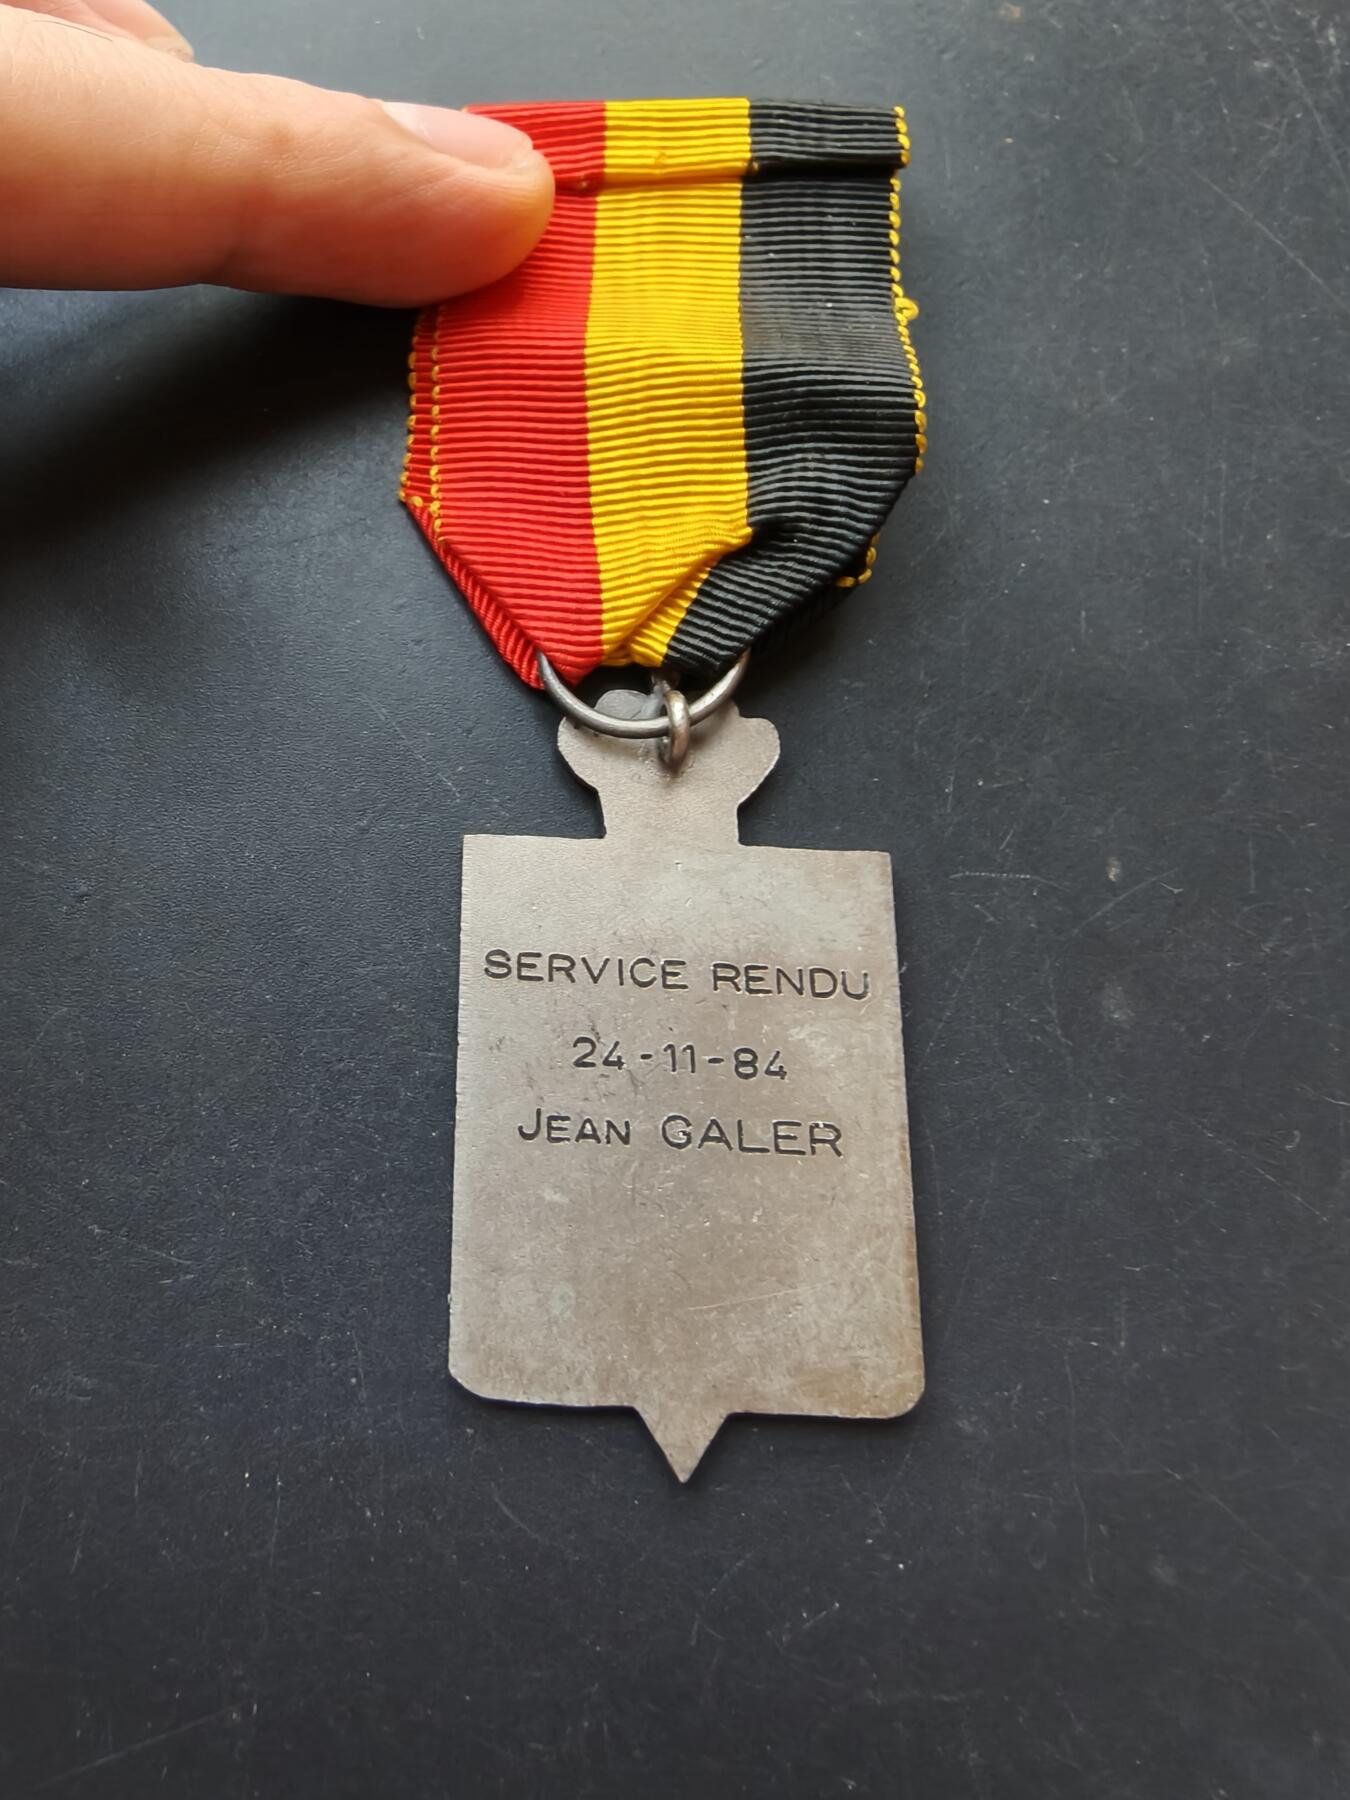 SERVICE RENDU
24-11-84
JEAN GALER